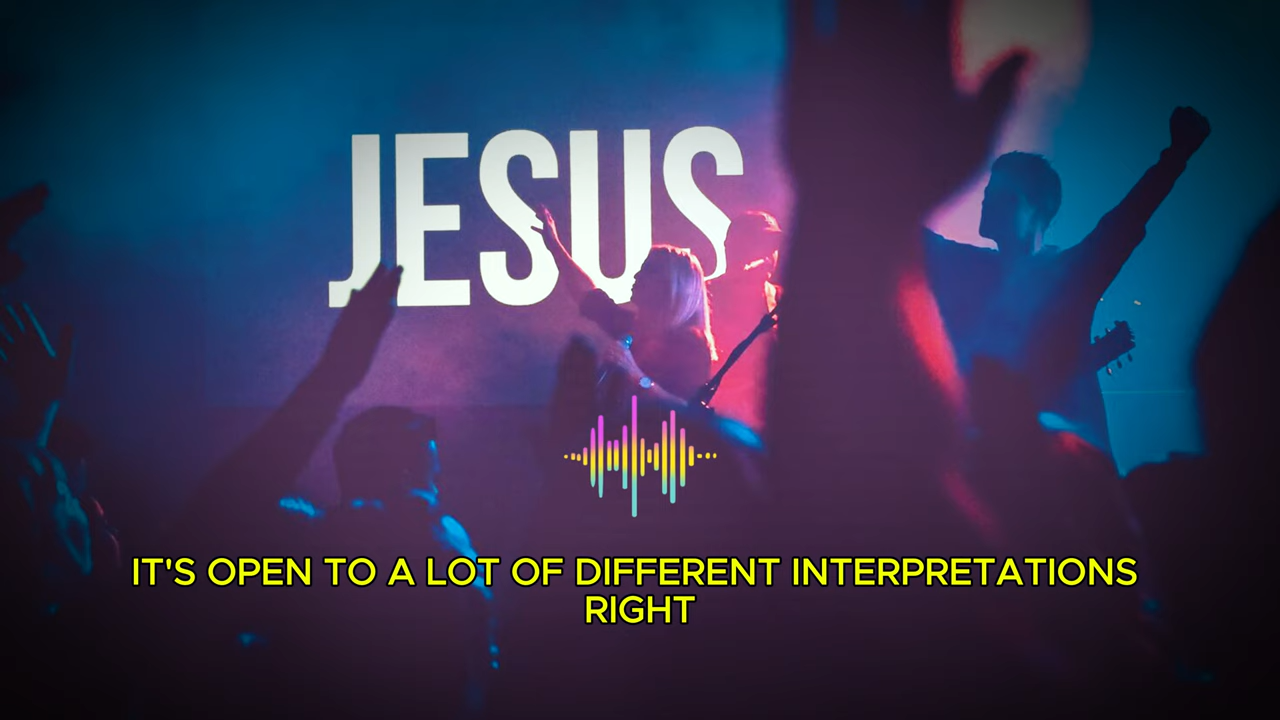 JESUS
IT'S OPEN TO A LOT OF DIFFERENT INTERPRETATIONS
RIGHT